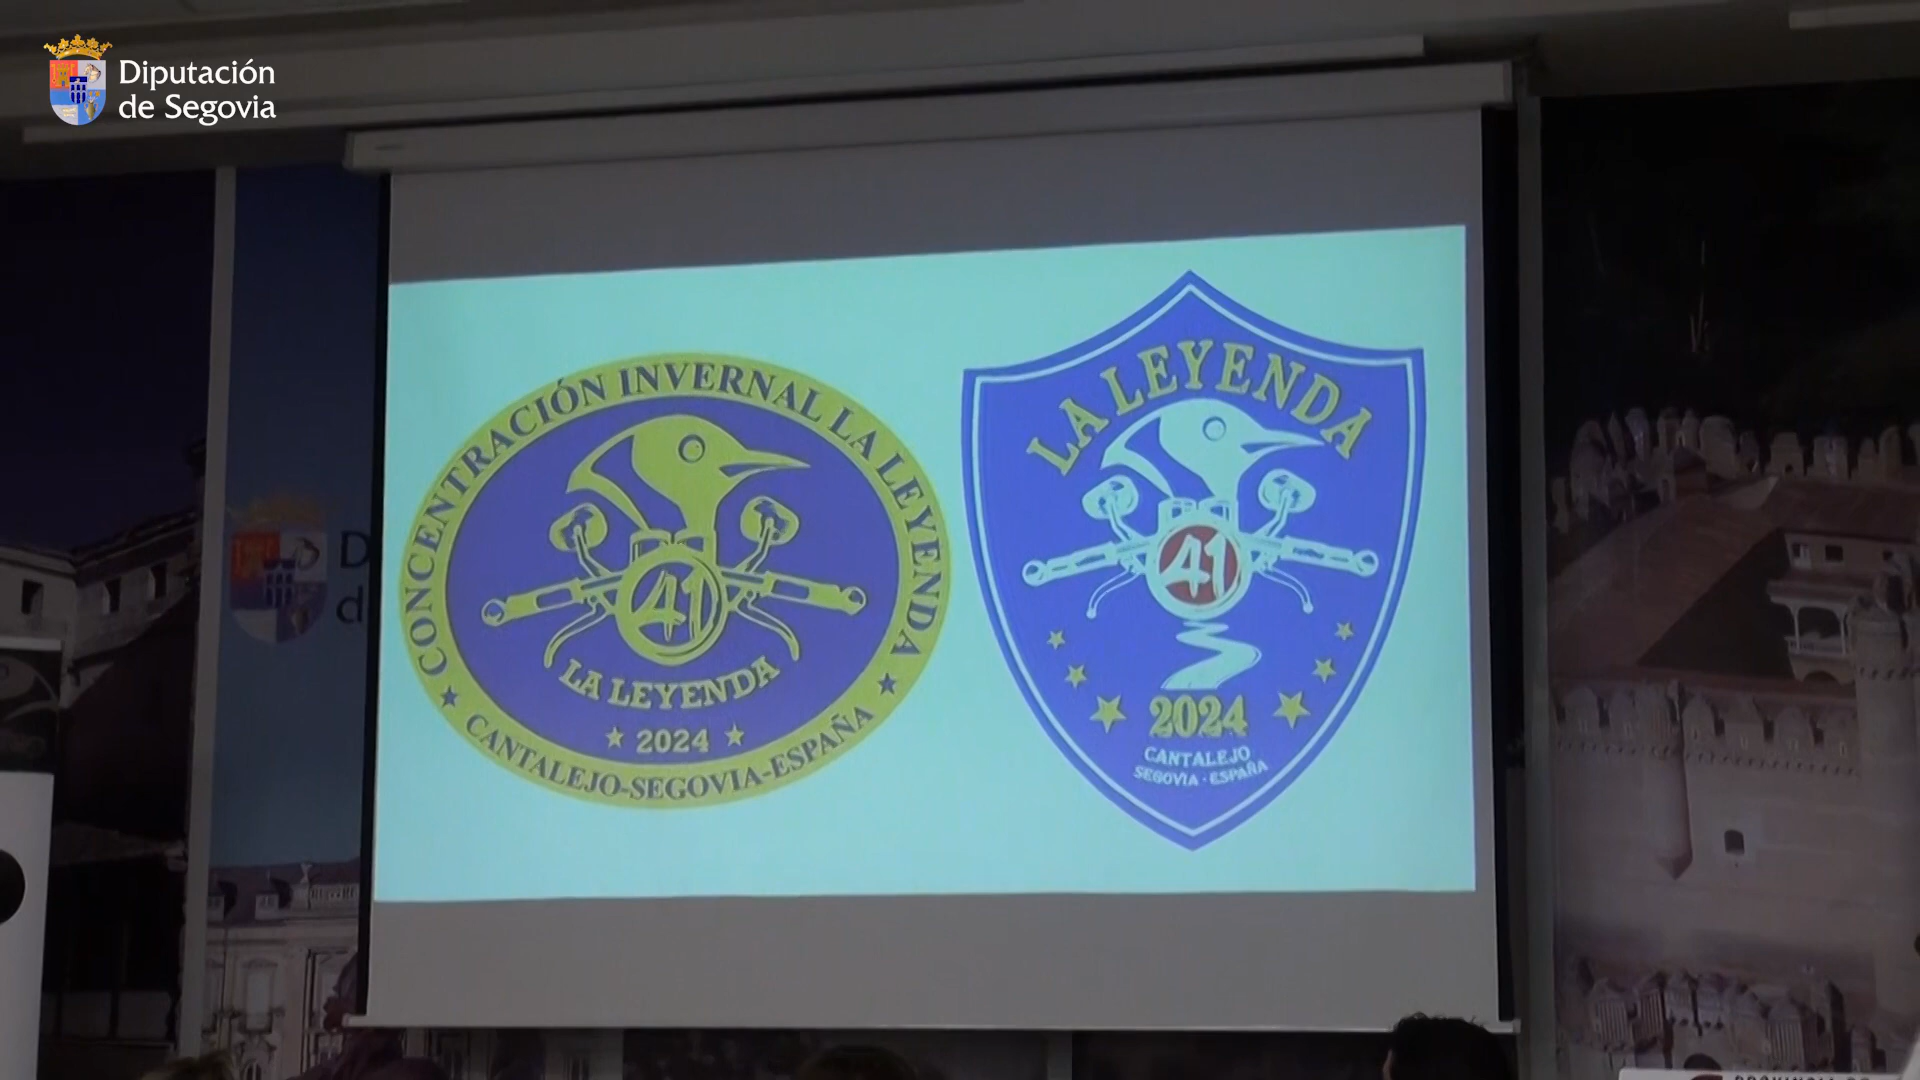 Diputación
de Segovia
CONCENTRACIÓN INVERNAL LA LEYENDA
41
LA LEYENDA
2024
CANTALEJO-SEGOVIA-ESPAÑA
LA LEYENDA
41
2024
CANTALEJO
SEGOVIA - ESPAÑA